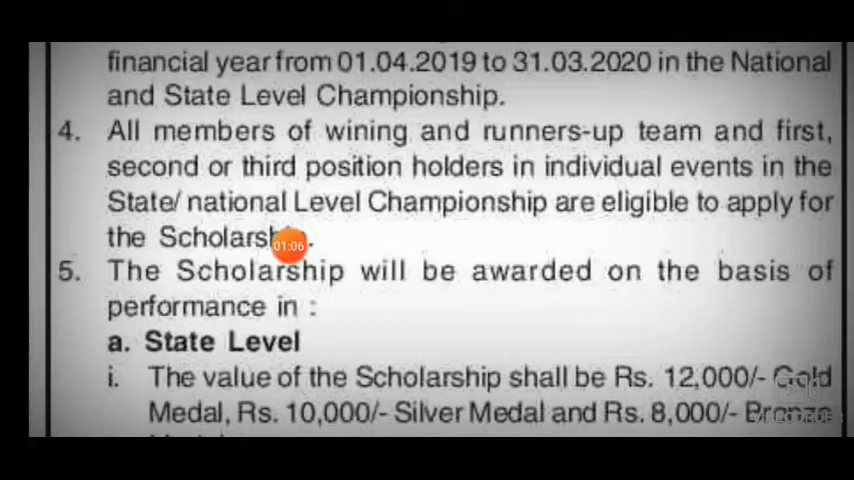 financial year from 01.04.2019 to 31.03.2020 in the National
and State Level Championship.
4. All members of wining and runners-up team and first,
second or third position holders in individual events in the
State/ national Level Championship are eligible to apply for
the Scholarship.
01:06
5. The Scholarship will be awarded on the basis of
performance in :
a. State Level
i. The value of the Scholarship shall be Rs. 12,000/- Gold
Medal, Rs. 10,000/- Silver Medal and Rs. 8,000/- Bronze